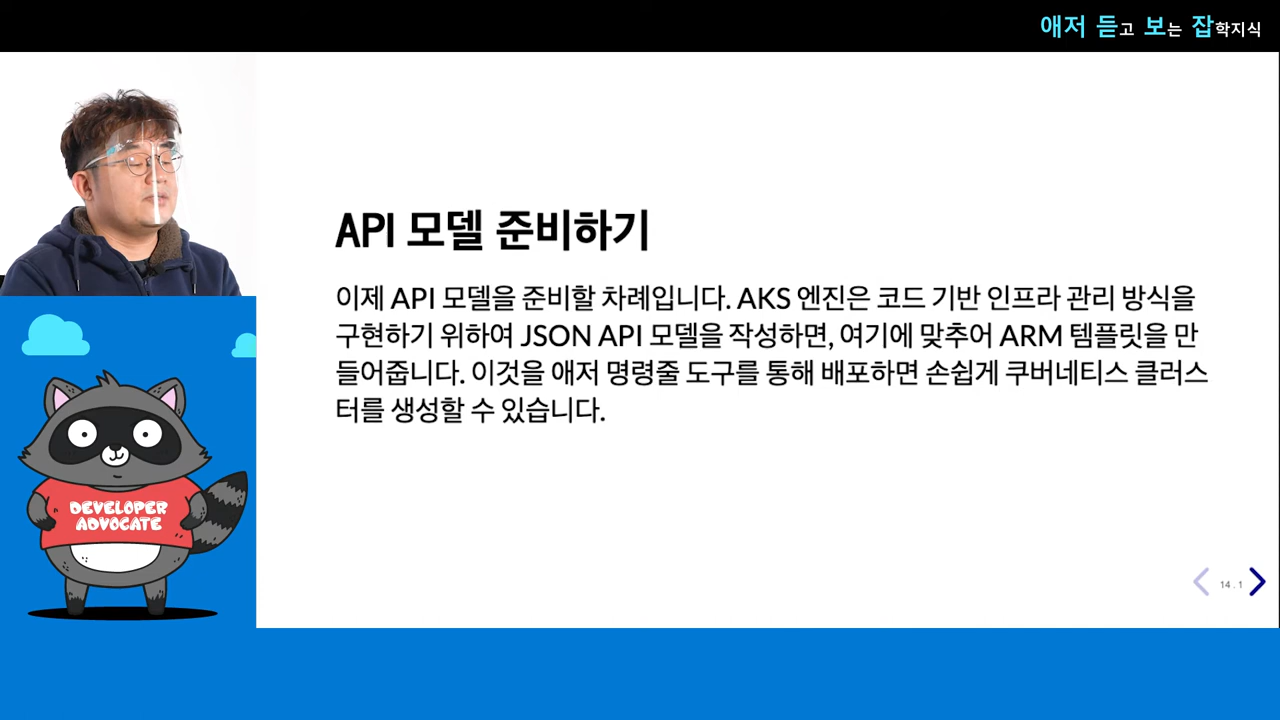 애저 듣고 보는 잡학지식
API 모델 준비하기
이제 API 모델을 준비할 차례입니다. AKS 엔진은 코드 기반 인프라 관리 방식을
구현하기 위하여 JSON API 모델을 작성하면, 여기에 맞추어 ARM 템플릿을 만
들어줍니다. 이것을 애저 명령줄 도구를 통해 배포하면 손쉽게 쿠버네티스 클러스
터를 생성할 수 있습니다.
DEVELOPER
ADVOCATE
14 . 1